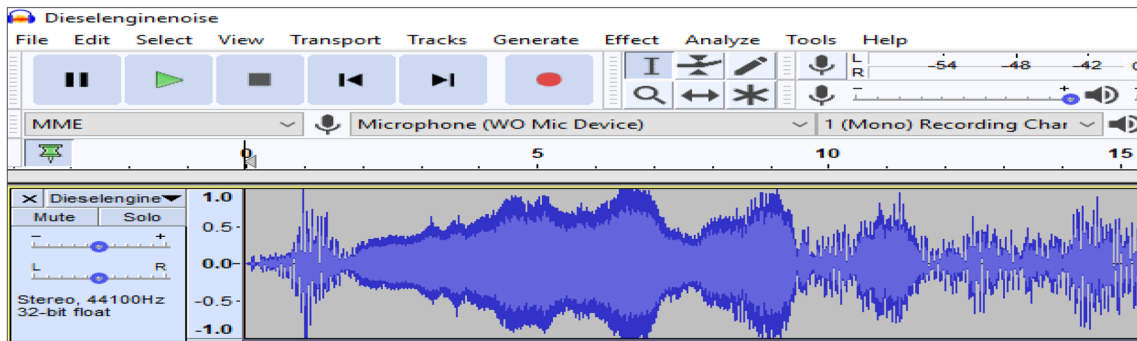 Dieselenginenoise
File Edit Select View Transport Tracks Generate Effect Analyze Tools Help
L
R
-54 -48 -42
- +
MME Microphone (WO Mic Device) 1 (Mono) Recording Char
0 5 10 15
× Dieselengine
Mute Solo
- +
L R
Stereo, 44100Hz
32-bit float
1.0
0.5-
0.0-
-0.5-
-1.0